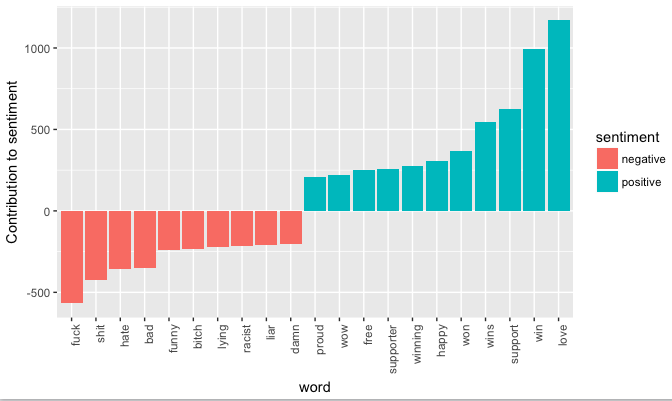 1000
500
0
-500
Contribution to sentiment
fuck
shit
hate
bad
funny
bitch
lying
racist
liar
damn
proud
wow
free
supporter
winning
happy
won
wins
support
win
love
word
sentiment
negative
positive